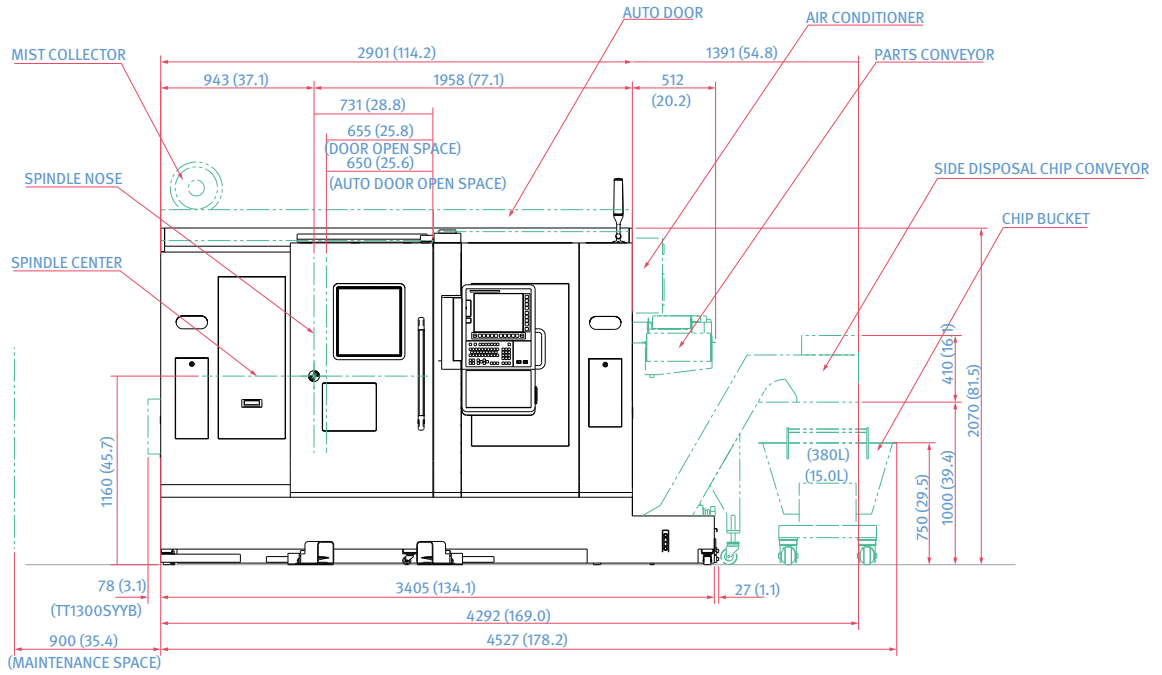 AUTO DOOR
AIR CONDITIONER
MIST COLLECTOR
2901 (114.2)
1391 (54.8)
PARTS CONVEYOR
943 (37.1)
1958 (77.1)
512
(20.2)
731 (28.8)
655 (25.8)
(DOOR OPEN SPACE)
650 (25.6)
(AUTO DOOR OPEN SPACE)
SPINDLE NOSE
SIDE DISPOSAL CHIP CONVEYOR
CHIP BUCKET
SPINDLE CENTER
410 (16.1)
2070 (81.5)
1160 (45.7)
(380L)
(15.0L)
750 (29.5)
1000 (39.4)
78 (3.1)
(TT1300SYYB)
3405 (134.1)
27 (1.1)
4292 (169.0)
900 (35.4)
(MAINTENANCE SPACE)
4527 (178.2)